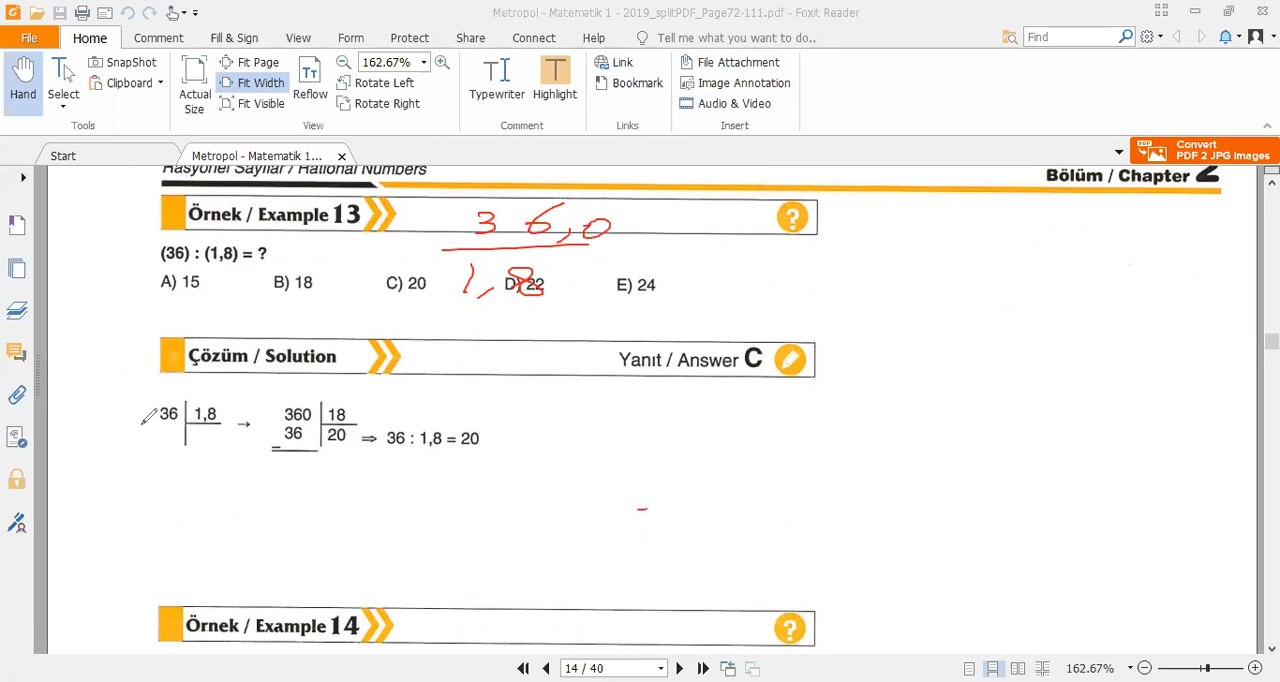 Metropol - Matematik 1 - 2019_splitPDF_Page72-111.pdf - Foxit Reader
File Home Comment Fill & Sign View Form Protect Share Connect Help Tell me what you want to do.. Find
Hand Select SnapShot Clipboard Actual Size Fit Page Fit Width Fit Visible Reflow 162.67% Rotate Left Rotate Right Typewriter Highlight Link Bookmark File Attachment Image Annotation Audio & Video
Tools View Comment Links Insert
Start Metropol - Matematik 1... Convert PDF 2 JPG Images
Rasyonel Sayılar / Rational Numbers Bölüm / Chapter 2
Örnek / Example 13 ?
3 6,0
1,8
(36) : (1,8) = ?
A) 15 B) 18 C) 20 D) 22 E) 24
Çözüm / Solution Yanıt / Answer C
36 1,8 → 360 18
36 20 ⇒ 36 : 1,8 = 20
-
Örnek / Example 14 ?
14 / 40 162.67%